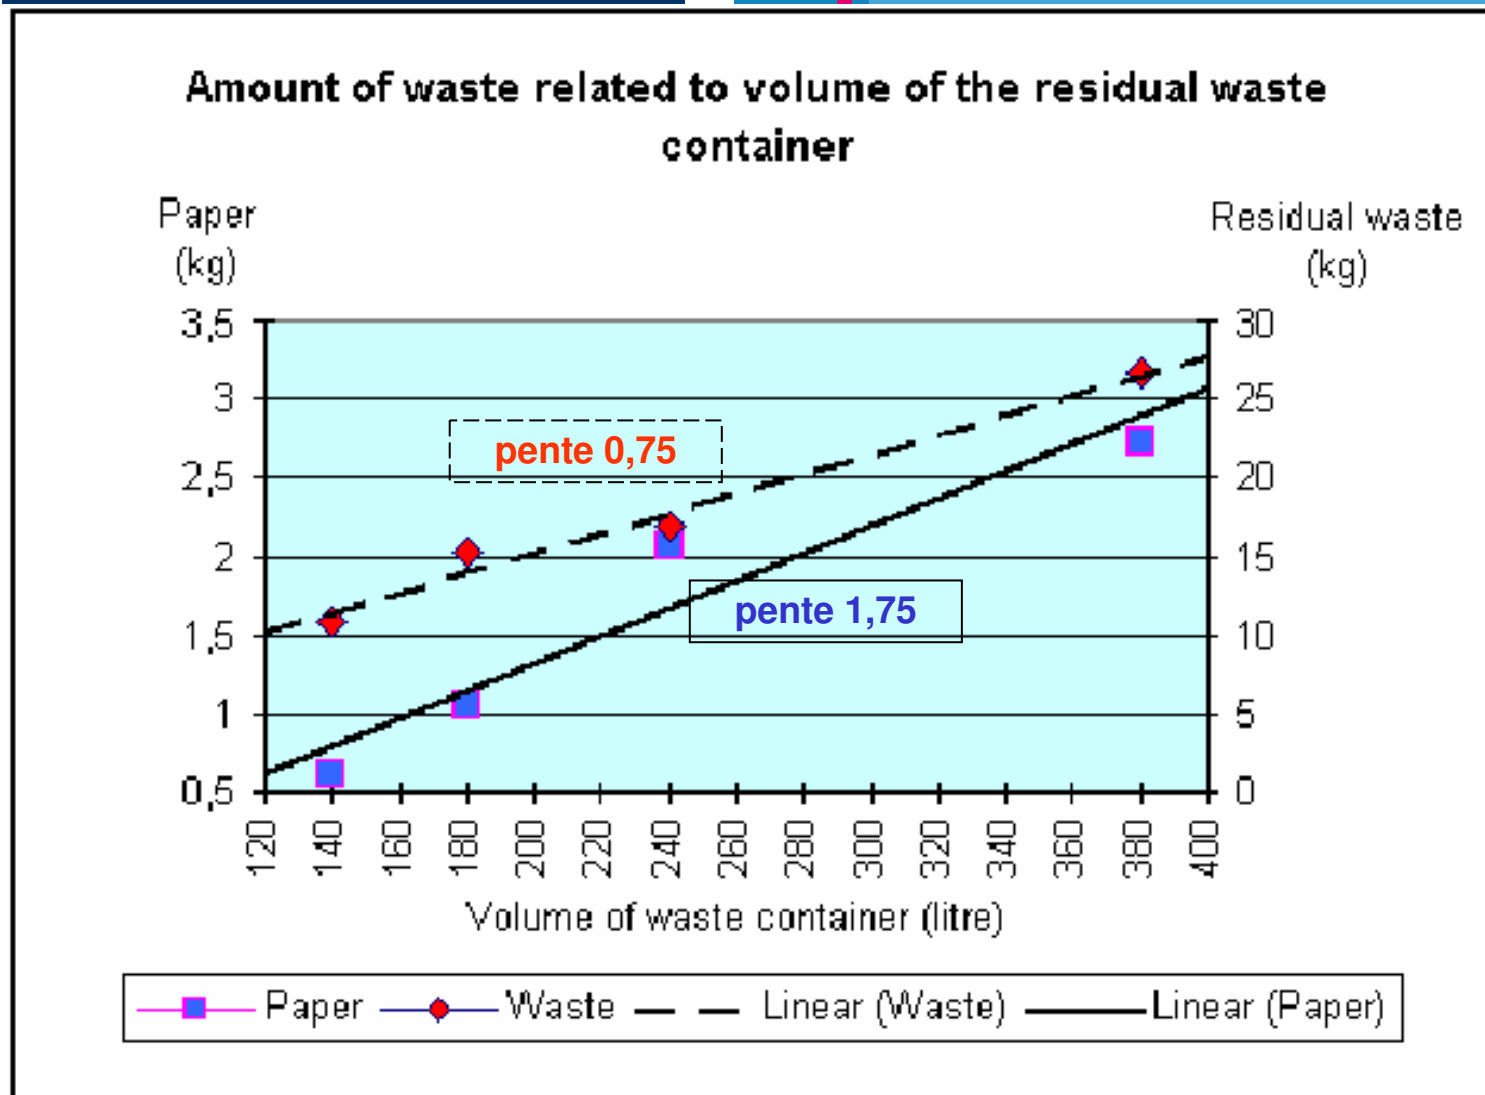 Amount of waste related to volume of the residual waste
container
Paper
(kg)
Residual waste
(kg)
3,5
3
2,5
2
1,5
1
0,5
30
25
20
15
10
5
0
pente 0,75
pente 1,75
120 140 160 180 200 220 240 260 280 300 320 340 360 380 400
Volume of waste container (litre)
Paper Waste Linear (Waste) Linear (Paper)